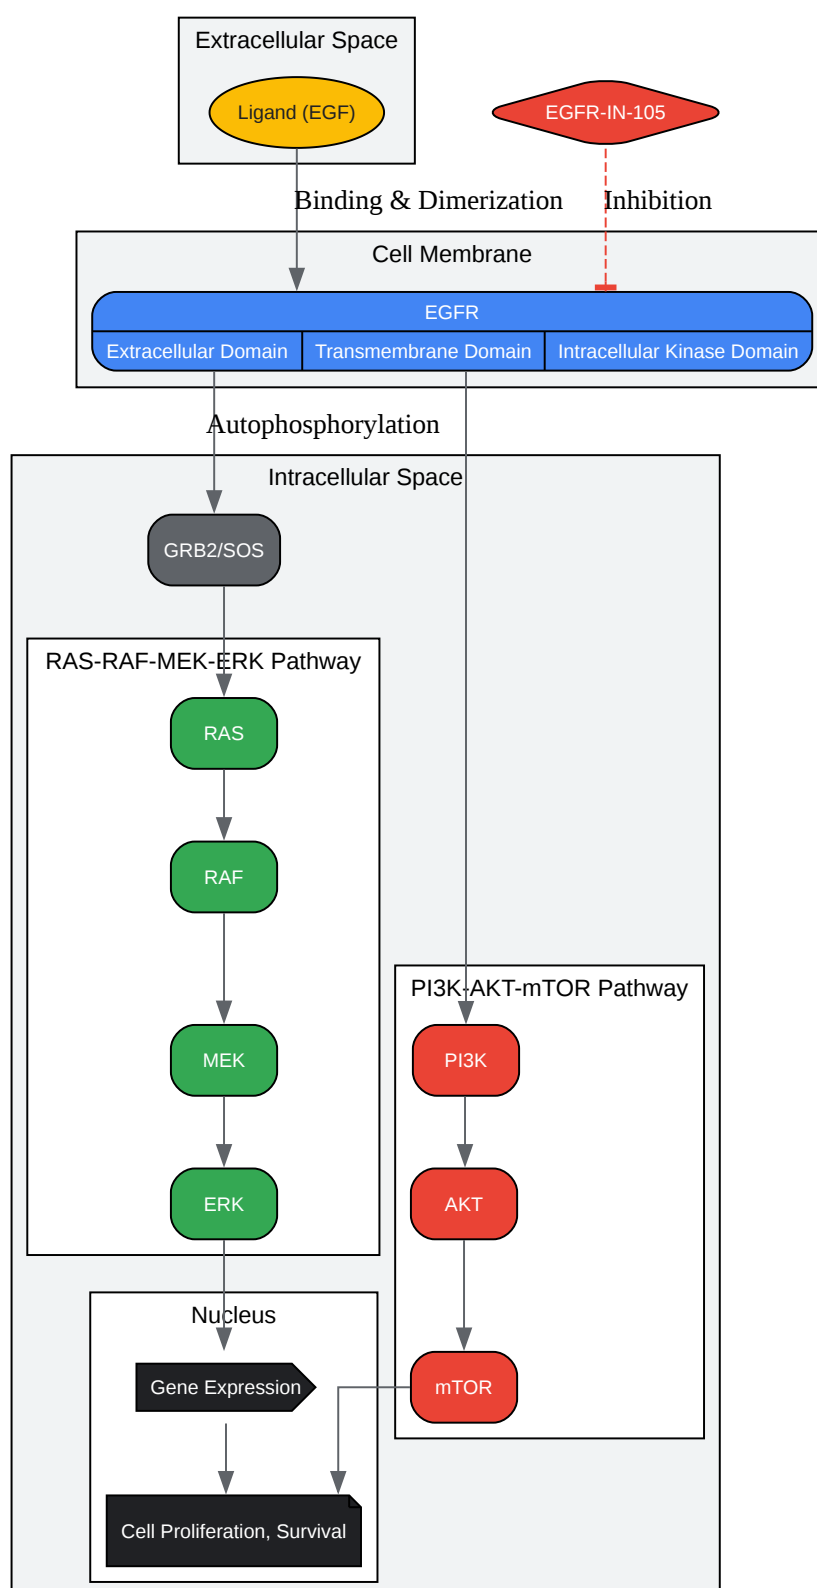 Extracellular Space
Ligand (EGF)
EGFR-IN-105
Binding & Dimerization
Inhibition
Cell Membrane
EGFR
Extracellular Domain
Transmembrane Domain
Intracellular Kinase Domain
Autophosphorylation
Intracellular Space
GRB2/SOS
RAS-RAF-MEK-ERK Pathway
RAS
RAF
PI3K-AKT-mTOR Pathway
MEK
PI3K
ERK
AKT
Nucleus
Gene Expression
mTOR
Cell Proliferation, Survival